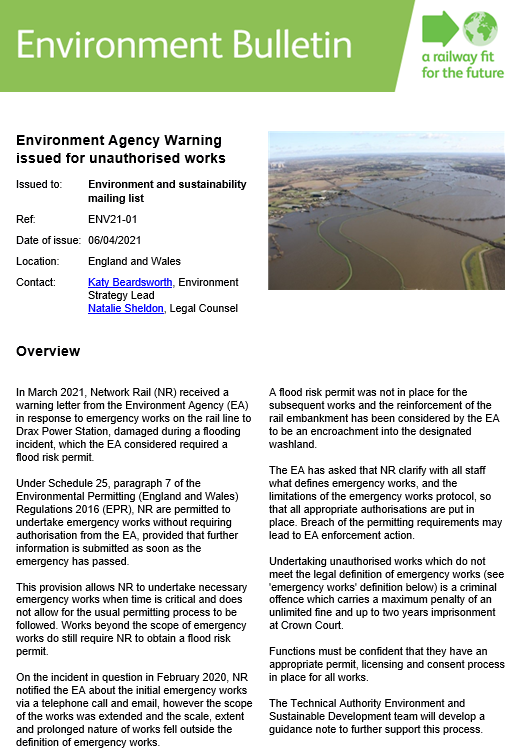 Environment Bulletin
a railway fit
for the future
Environment Agency Warning
issued for unauthorised works
Issued to: Environment and sustainability
mailing list
Ref: ENV21-01
Date of issue: 06/04/2021
Location: England and Wales
Contact: Katy Beardsworth, Environment
Strategy Lead
Natalie Sheldon, Legal Counsel
Overview
In March 2021, Network Rail (NR) received a
warning letter from the Environment Agency (EA)
in response to emergency works on the rail line to
Drax Power Station, damaged during a flooding
incident, which the EA considered required a
flood risk permit.
Under Schedule 25, paragraph 7 of the
Environmental Permitting (England and Wales)
Regulations 2016 (EPR), NR are permitted to
undertake emergency works without requiring
authorisation from the EA, provided that further
information is submitted as soon as the
emergency has passed.
This provision allows NR to undertake necessary
emergency works when time is critical and does
not allow for the usual permitting process to be
followed. Works beyond the scope of emergency
works do still require NR to obtain a flood risk
permit.
On the incident in question in February 2020, NR
notified the EA about the initial emergency works
via a telephone call and email, however the scope
of the works was extended and the scale, extent
and prolonged nature of works fell outside the
definition of emergency works.
A flood risk permit was not in place for the
subsequent works and the reinforcement of the
rail embankment has been considered by the EA
to be an encroachment into the designated
washland.
The EA has asked that NR clarify with all staff
what defines emergency works, and the
limitations of the emergency works protocol, so
that all appropriate authorisations are put in
place. Breach of the permitting requirements may
lead to EA enforcement action.
Undertaking unauthorised works which do not
meet the legal definition of emergency works (see
'emergency works' definition below) is a criminal
offence which carries a maximum penalty of an
unlimited fine and up to two years imprisonment
at Crown Court.
Functions must be confident that they have an
appropriate permit, licensing and consent process
in place for all works.
The Technical Authority Environment and
Sustainable Development team will develop a
guidance note to further support this process.